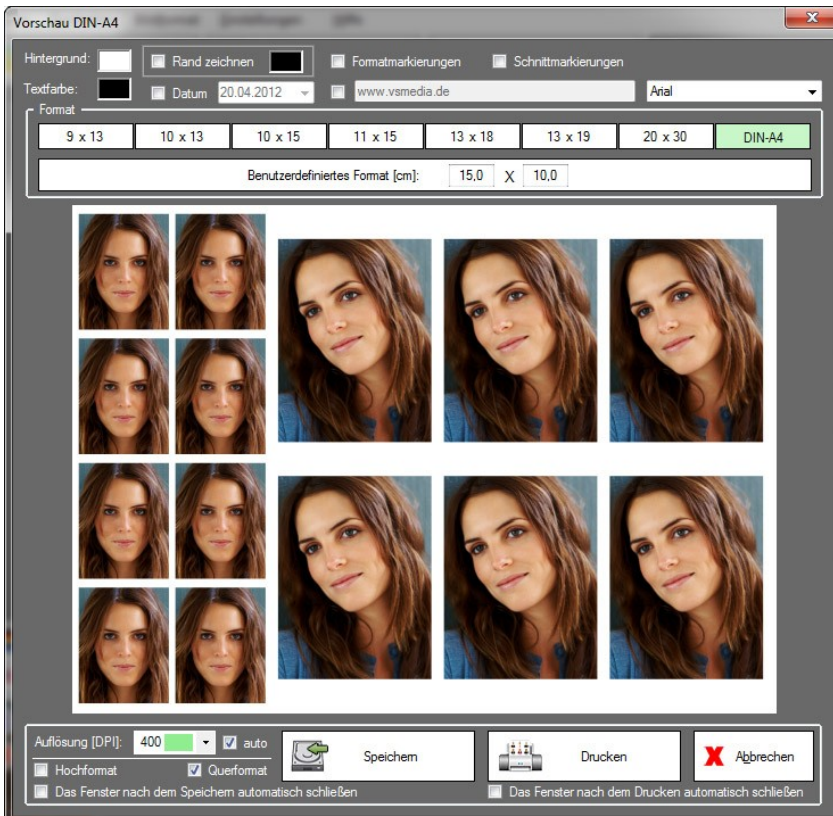 Vorschau DIN-A4
Hintergrund: Rand zeichnen Formatmarkierungen Schnittmarkierungen
Textfarbe: Datum 20.04.2012 www.vsmedia.de Arial
Format
9 x 13 10 x 13 10 x 15 11 x 15 13 x 18 13 x 19 20 x 30 DIN-A4
Benutzerdefiniertes Format [cm]: 15,0 X 10,0
Auflösung [DPI]: 400 auto Speichern Drucken Abbrechen
Hochformat Querformat
Das Fenster nach dem Speichern automatisch schließen Das Fenster nach dem Drucken automatisch schließen